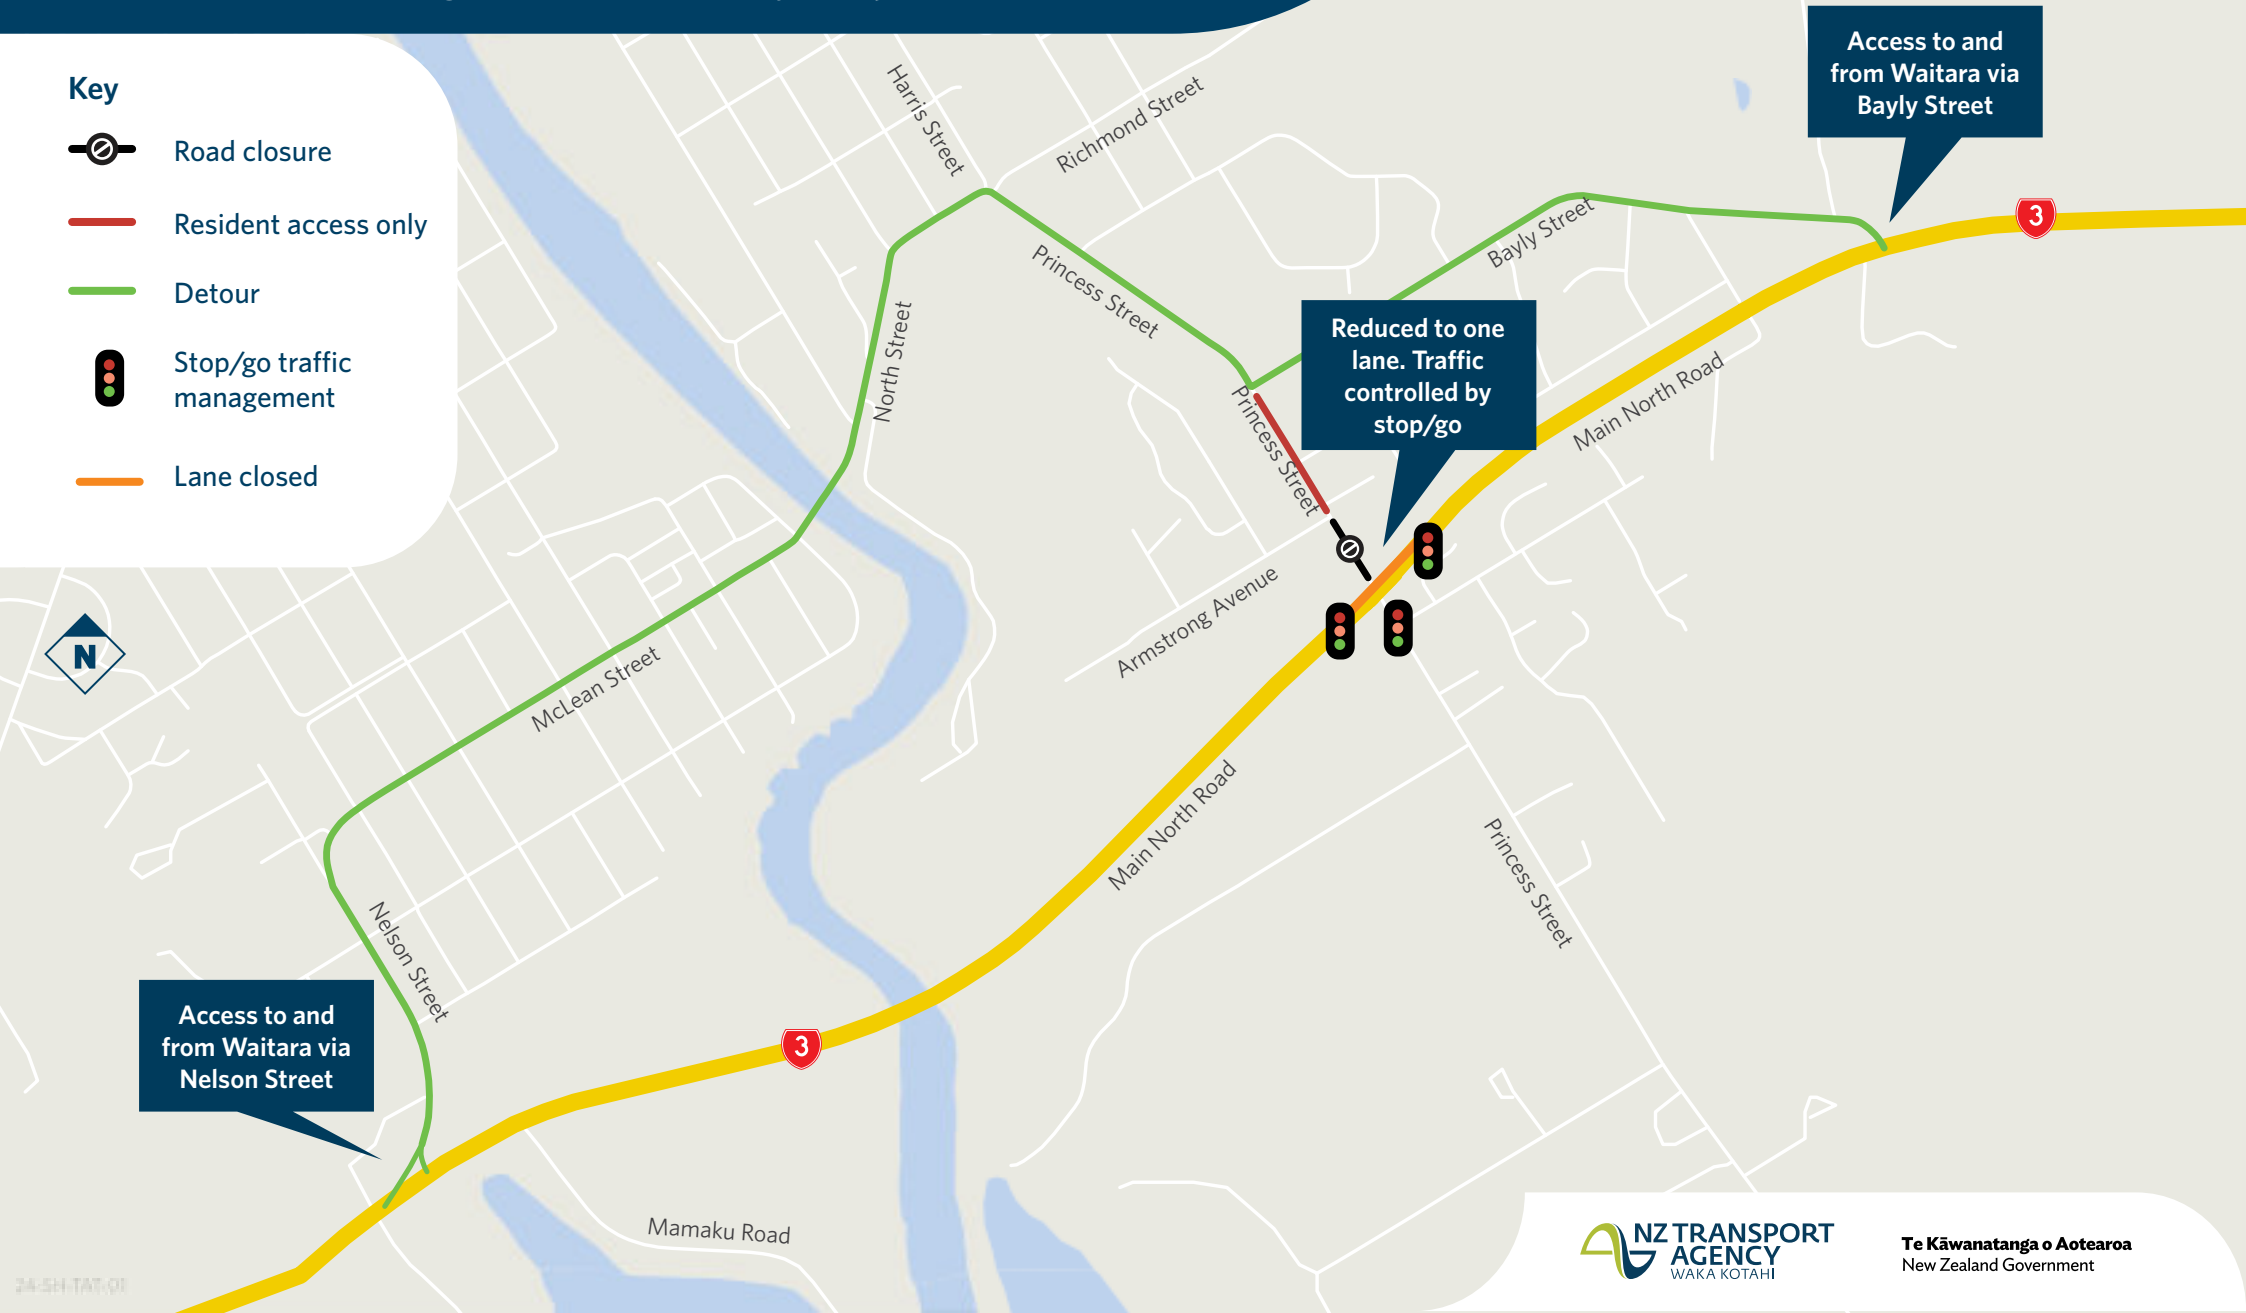 Key
Road closure
Resident access only
Detour
Stop/go traffic
management
Lane closed
N
Access to and
from Waitara via
Bayly Street
Harris Street
Richmond Street
3
Princess Street
Bayly Street
North Street
Reduced to one
lane. Traffic
controlled by
stop/go
Princess Street
Main North Road
Armstrong Avenue
McLean Street
Main North Road
Princess Street
Nelson Street
Access to and
from Waitara via
Nelson Street
3
Mamaku Road
NZ TRANSPORT
AGENCY
WAKA KOTAHI
Te Kāwanatanga o Aotearoa
New Zealand Government